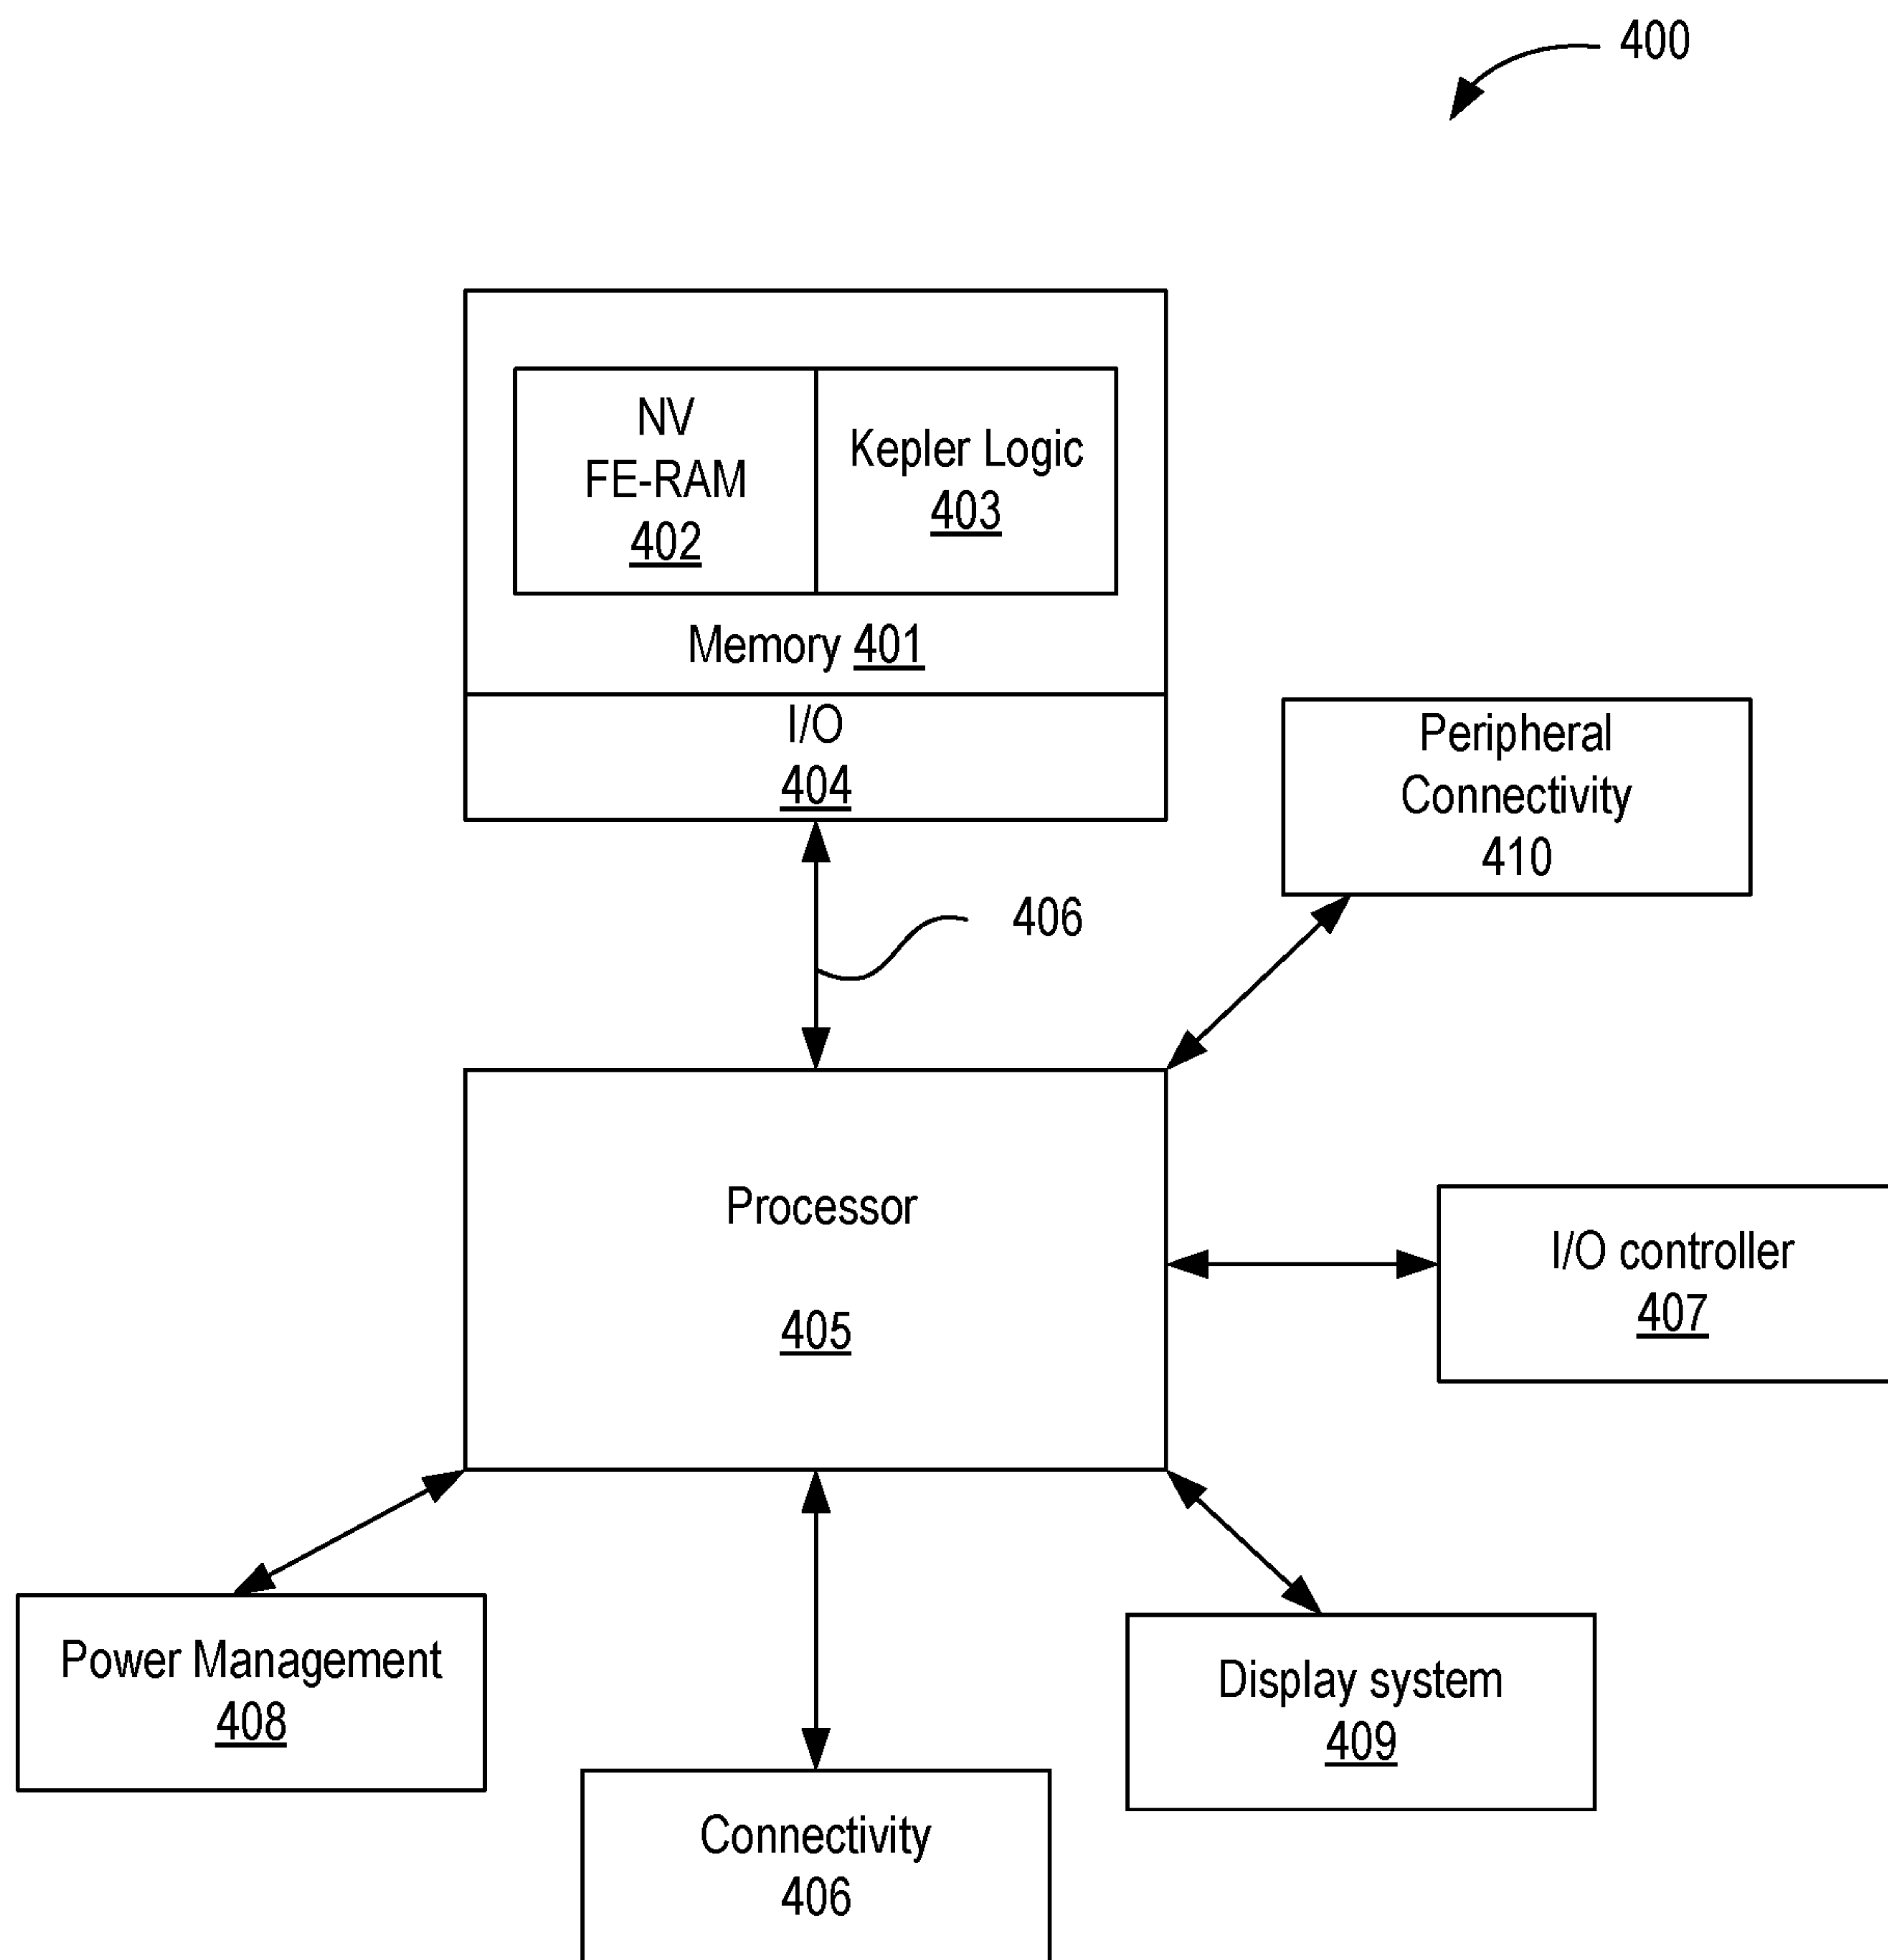 400
NV
FE-RAM
402
Kepler Logic
403
Memory 401
I/O
404
Peripheral
Connectivity
410
406
Processor
405
I/O controller
407
Power Management
408
Display system
409
Connectivity
406